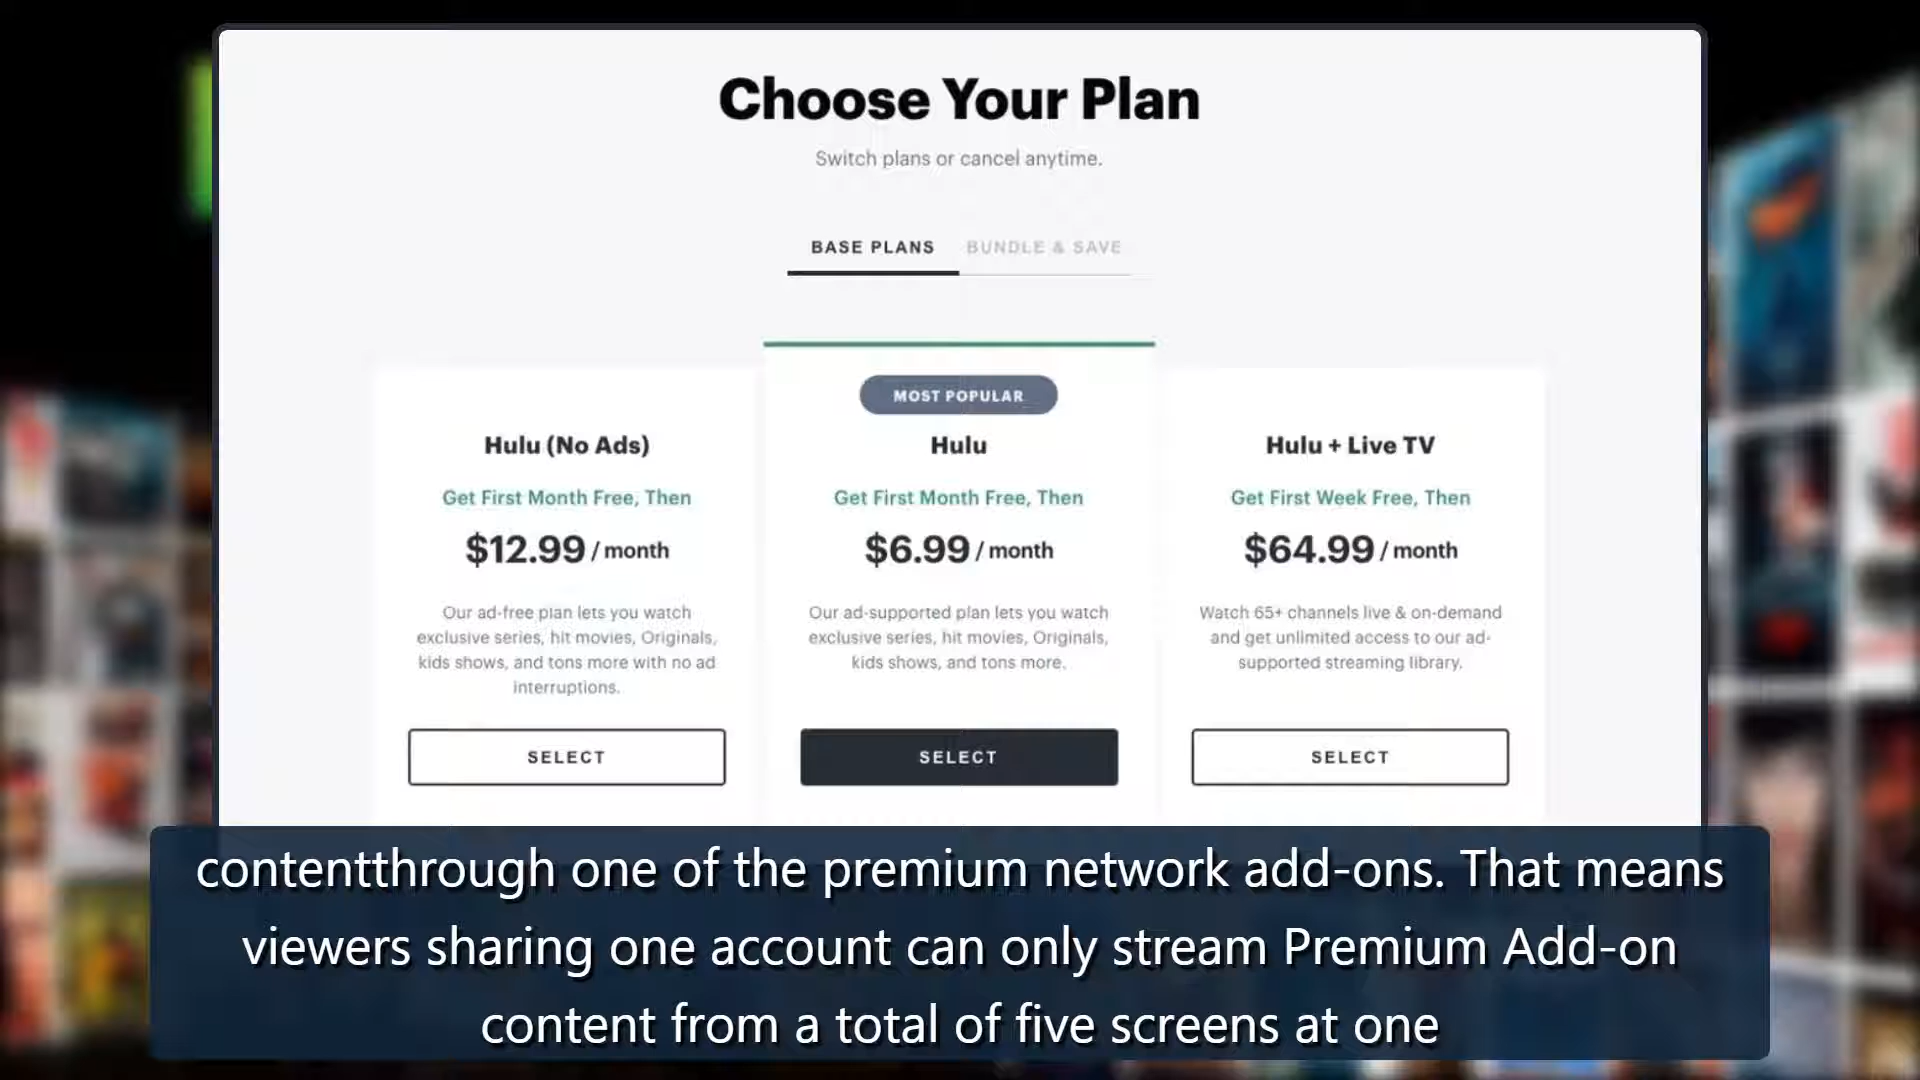 Choose Your Plan
Switch plans or cancel anytime.
BASE PLANS BUNDLE & SAVE
MOST POPULAR
Hulu (No Ads)
Get First Month Free, Then
$12.99 / month
Our ad-free plan lets you watch
exclusive series, hit movies, Originals,
kids shows, and tons more with no ad
interruptions.
SELECT
Hulu
Get First Month Free, Then
$6.99 / month
Our ad-supported plan lets you watch
exclusive series, hit movies, Originals,
kids shows, and tons more.
SELECT
Hulu + Live TV
Get First Week Free, Then
$64.99 / month
Watch 65+ channels live & on-demand
and get unlimited access to our ad-
supported streaming library.
SELECT
contentthrough one of the premium network add-ons. That means
viewers sharing one account can only stream Premium Add-on
content from a total of five screens at one